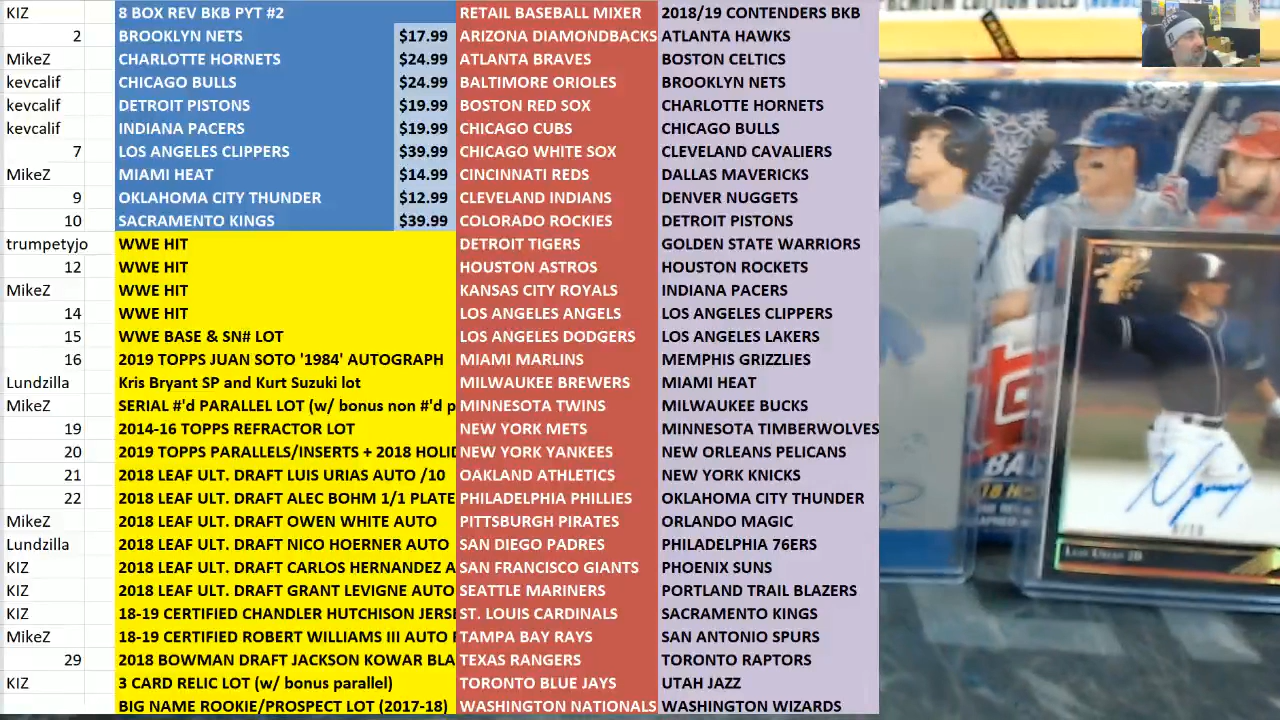 KIZ 8 BOX REV BKB PYT #2 RETAIL BASEBALL MIXER 2018/19 CONTENDERS BKB
2 BROOKLYN NETS $17.99 ARIZONA DIAMONDBACKS ATLANTA HAWKS
MikeZ CHARLOTTE HORNETS $24.99 ATLANTA BRAVES BOSTON CELTICS
kevcalif CHICAGO BULLS $24.99 BALTIMORE ORIOLES BROOKLYN NETS
kevcalif DETROIT PISTONS $19.99 BOSTON RED SOX CHARLOTTE HORNETS
kevcalif INDIANA PACERS $19.99 CHICAGO CUBS CHICAGO BULLS
7 LOS ANGELES CLIPPERS $39.99 CHICAGO WHITE SOX CLEVELAND CAVALIERS
MikeZ MIAMI HEAT $14.99 CINCINNATI REDS DALLAS MAVERICKS
9 OKLAHOMA CITY THUNDER $12.99 CLEVELAND INDIANS DENVER NUGGETS
10 SACRAMENTO KINGS $39.99 COLORADO ROCKIES DETROIT PISTONS
trumpetyjo WWE HIT DETROIT TIGERS GOLDEN STATE WARRIORS
12 WWE HIT HOUSTON ASTROS HOUSTON ROCKETS
MikeZ WWE HIT KANSAS CITY ROYALS INDIANA PACERS
14 WWE HIT LOS ANGELES ANGELS LOS ANGELES CLIPPERS
15 WWE BASE & SN# LOT LOS ANGELES DODGERS LOS ANGELES LAKERS
16 2019 TOPPS JUAN SOTO '1984' AUTOGRAPH MIAMI MARLINS MEMPHIS GRIZZLIES
Lundzilla Kris Bryant SP and Kurt Suzuki lot MILWAUKEE BREWERS MIAMI HEAT
MikeZ SERIAL #'d PARALLEL LOT (w/ bonus non #'d p MINNESOTA TWINS MILWAUKEE BUCKS
19 2014-16 TOPPS REFRACTOR LOT NEW YORK METS MINNESOTA TIMBERWOLVES
20 2019 TOPPS PARALLELS/INSERTS + 2018 HOLID NEW YORK YANKEES NEW ORLEANS PELICANS
21 2018 LEAF ULT. DRAFT LUIS URIAS AUTO /10 OAKLAND ATHLETICS NEW YORK KNICKS
22 2018 LEAF ULT. DRAFT ALEC BOHM 1/1 PLATE PHILADELPHIA PHILLIES OKLAHOMA CITY THUNDER
MikeZ 2018 LEAF ULT. DRAFT OWEN WHITE AUTO PITTSBURGH PIRATES ORLANDO MAGIC
Lundzilla 2018 LEAF ULT. DRAFT NICO HOERNER AUTO SAN DIEGO PADRES PHILADELPHIA 76ERS
KIZ 2018 LEAF ULT. DRAFT CARLOS HERNANDEZ A SAN FRANCISCO GIANTS PHOENIX SUNS
KIZ 2018 LEAF ULT. DRAFT GRANT LEVIGNE AUTO SEATTLE MARINERS PORTLAND TRAIL BLAZERS
KIZ 18-19 CERTIFIED CHANDLER HUTCHISON JERSE ST. LOUIS CARDINALS SACRAMENTO KINGS
MikeZ 18-19 CERTIFIED ROBERT WILLIAMS III AUTO TAMPA BAY RAYS SAN ANTONIO SPURS
29 2018 BOWMAN DRAFT JACKSON KOWAR BLA TEXAS RANGERS TORONTO RAPTORS
KIZ 3 CARD RELIC LOT (w/ bonus parallel) TORONTO BLUE JAYS UTAH JAZZ
BIG NAME ROOKIE/PROSPECT LOT (2017-18) WASHINGTON NATIONALS WASHINGTON WIZARDS